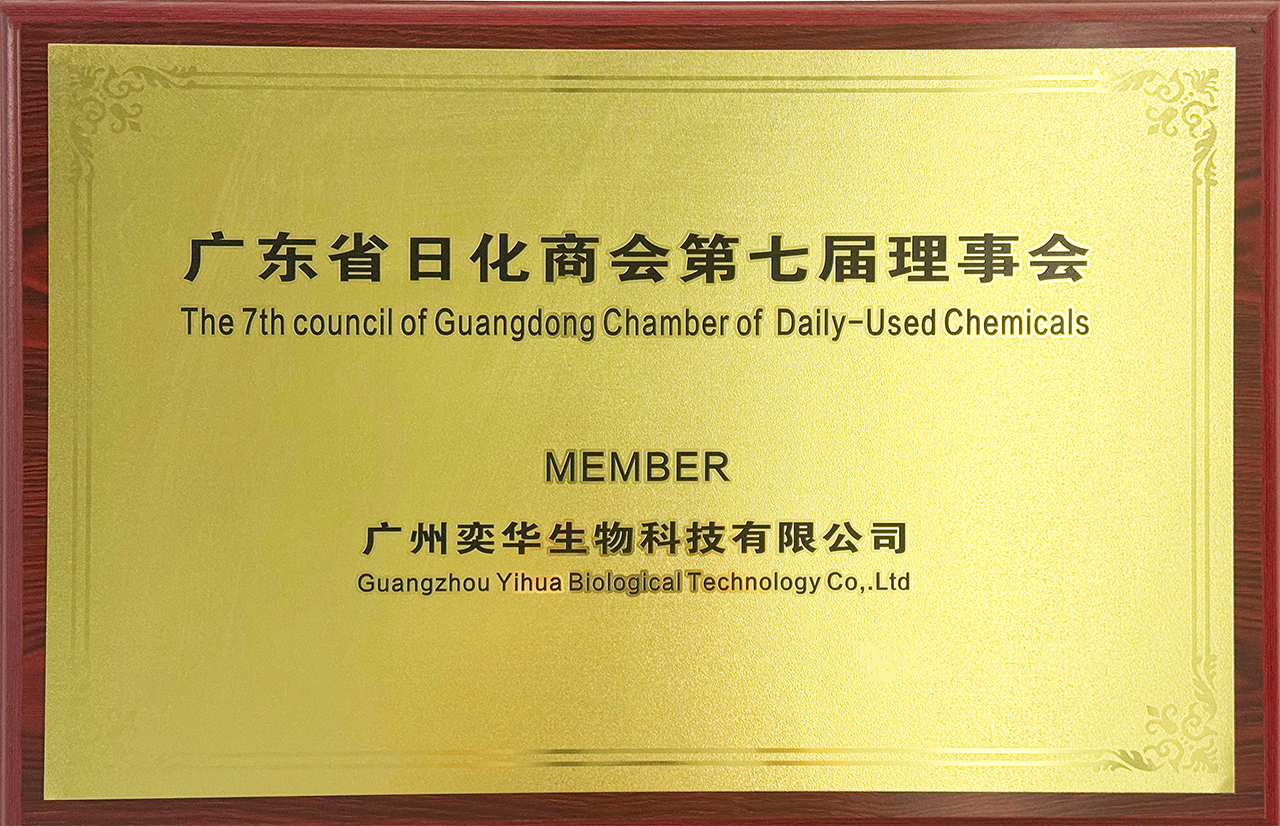 广东省日化商会第七届理事会
The 7th council of Guangdong Chamber of Daily-Used Chemicals
MEMBER
广州奕华生物科技有限公司
Guangzhou Yihua Biological Technology Co,.Ltd